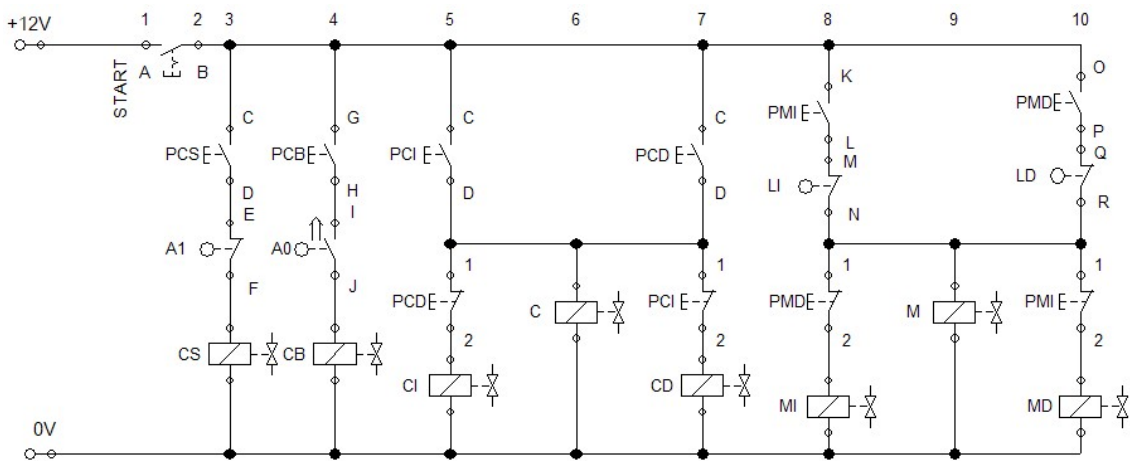 1 2 3 4 5 6 7 8 9 10
+12V
START
A B K O
PMI PMD
C G C C L P
PCS PCB PCI PCD M Q
LI LD
D H D D N R
E I
A1 A0
F J 1 1 1 1
PCD C PCI PMD M PMI
2 2 2 2
CS CB CI CD MI MD
0V